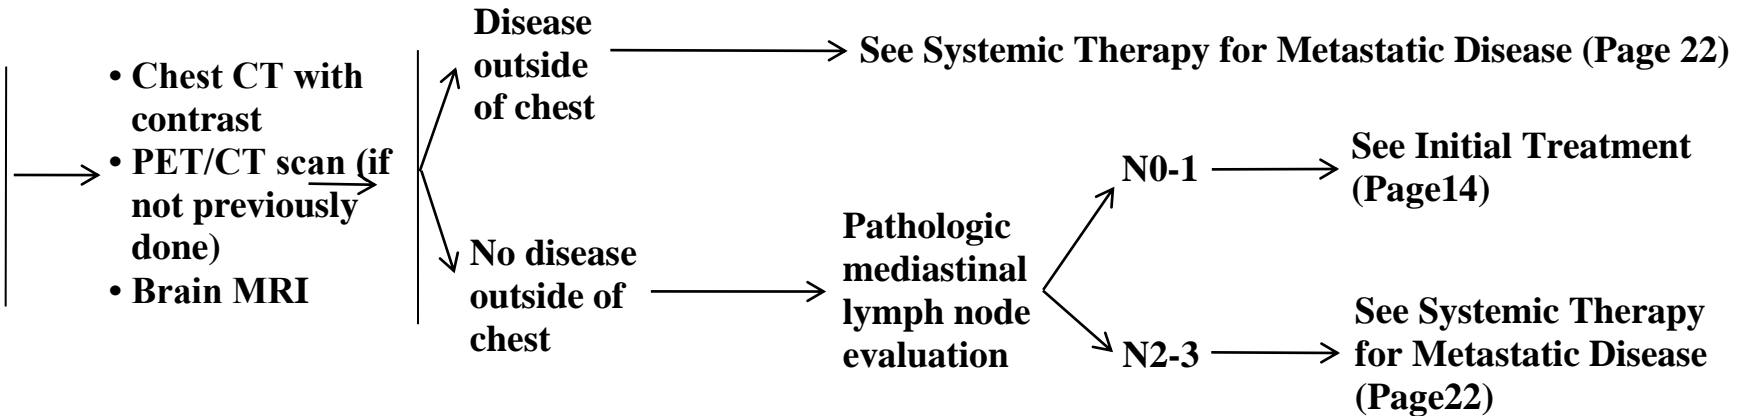 • Chest CT with
contrast
• PET/CT scan (if
not previously
done)
• Brain MRI
Disease
outside
of chest
See Systemic Therapy for Metastatic Disease (Page 22)
No disease
outside of
chest
Pathologic
mediastinal
lymph node
evaluation
N0-1
See Initial Treatment
(Page14)
N2-3
See Systemic Therapy
for Metastatic Disease
(Page22)